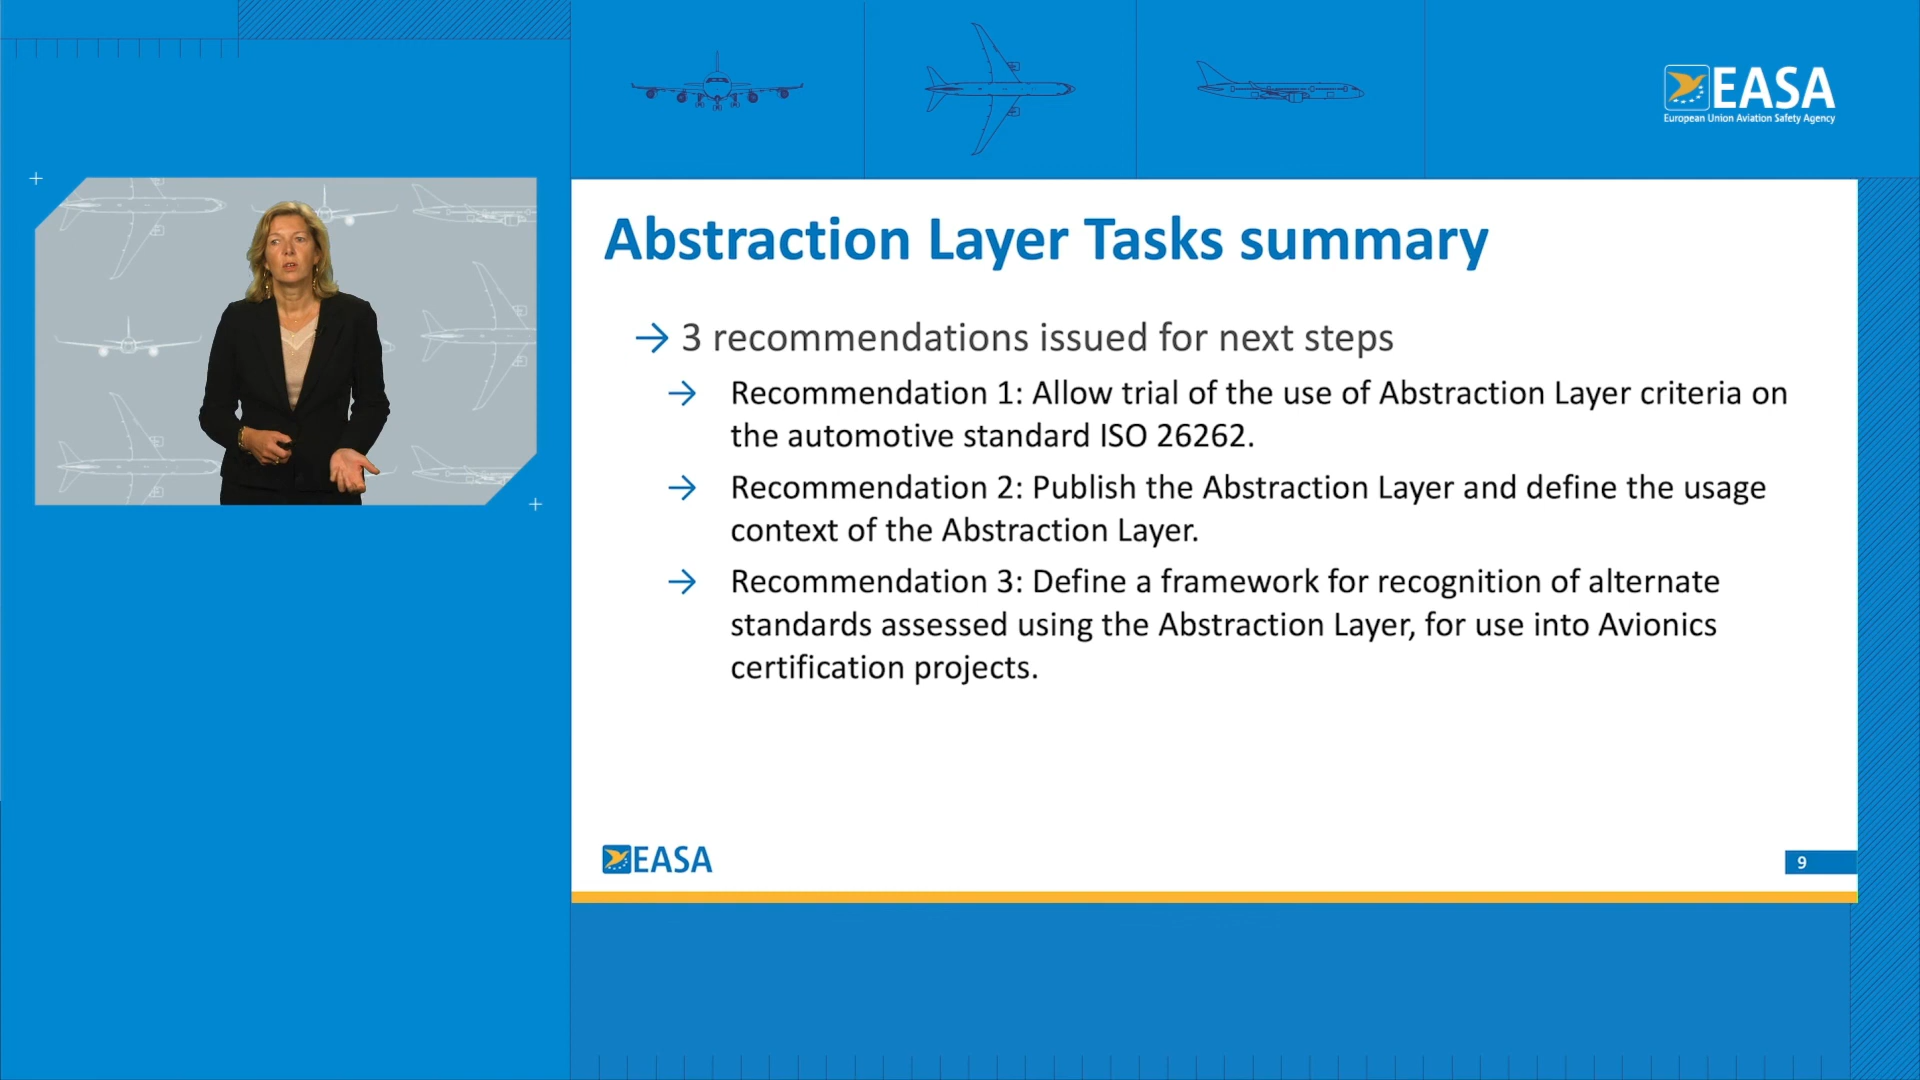 EASA
European Union Aviation Safety Agency
Abstraction Layer Tasks summary
→ 3 recommendations issued for next steps
→ Recommendation 1: Allow trial of the use of Abstraction Layer criteria on
the automotive standard ISO 26262.
→ Recommendation 2: Publish the Abstraction Layer and define the usage
context of the Abstraction Layer.
→ Recommendation 3: Define a framework for recognition of alternate
standards assessed using the Abstraction Layer, for use into Avionics
certification projects.
EASA
9